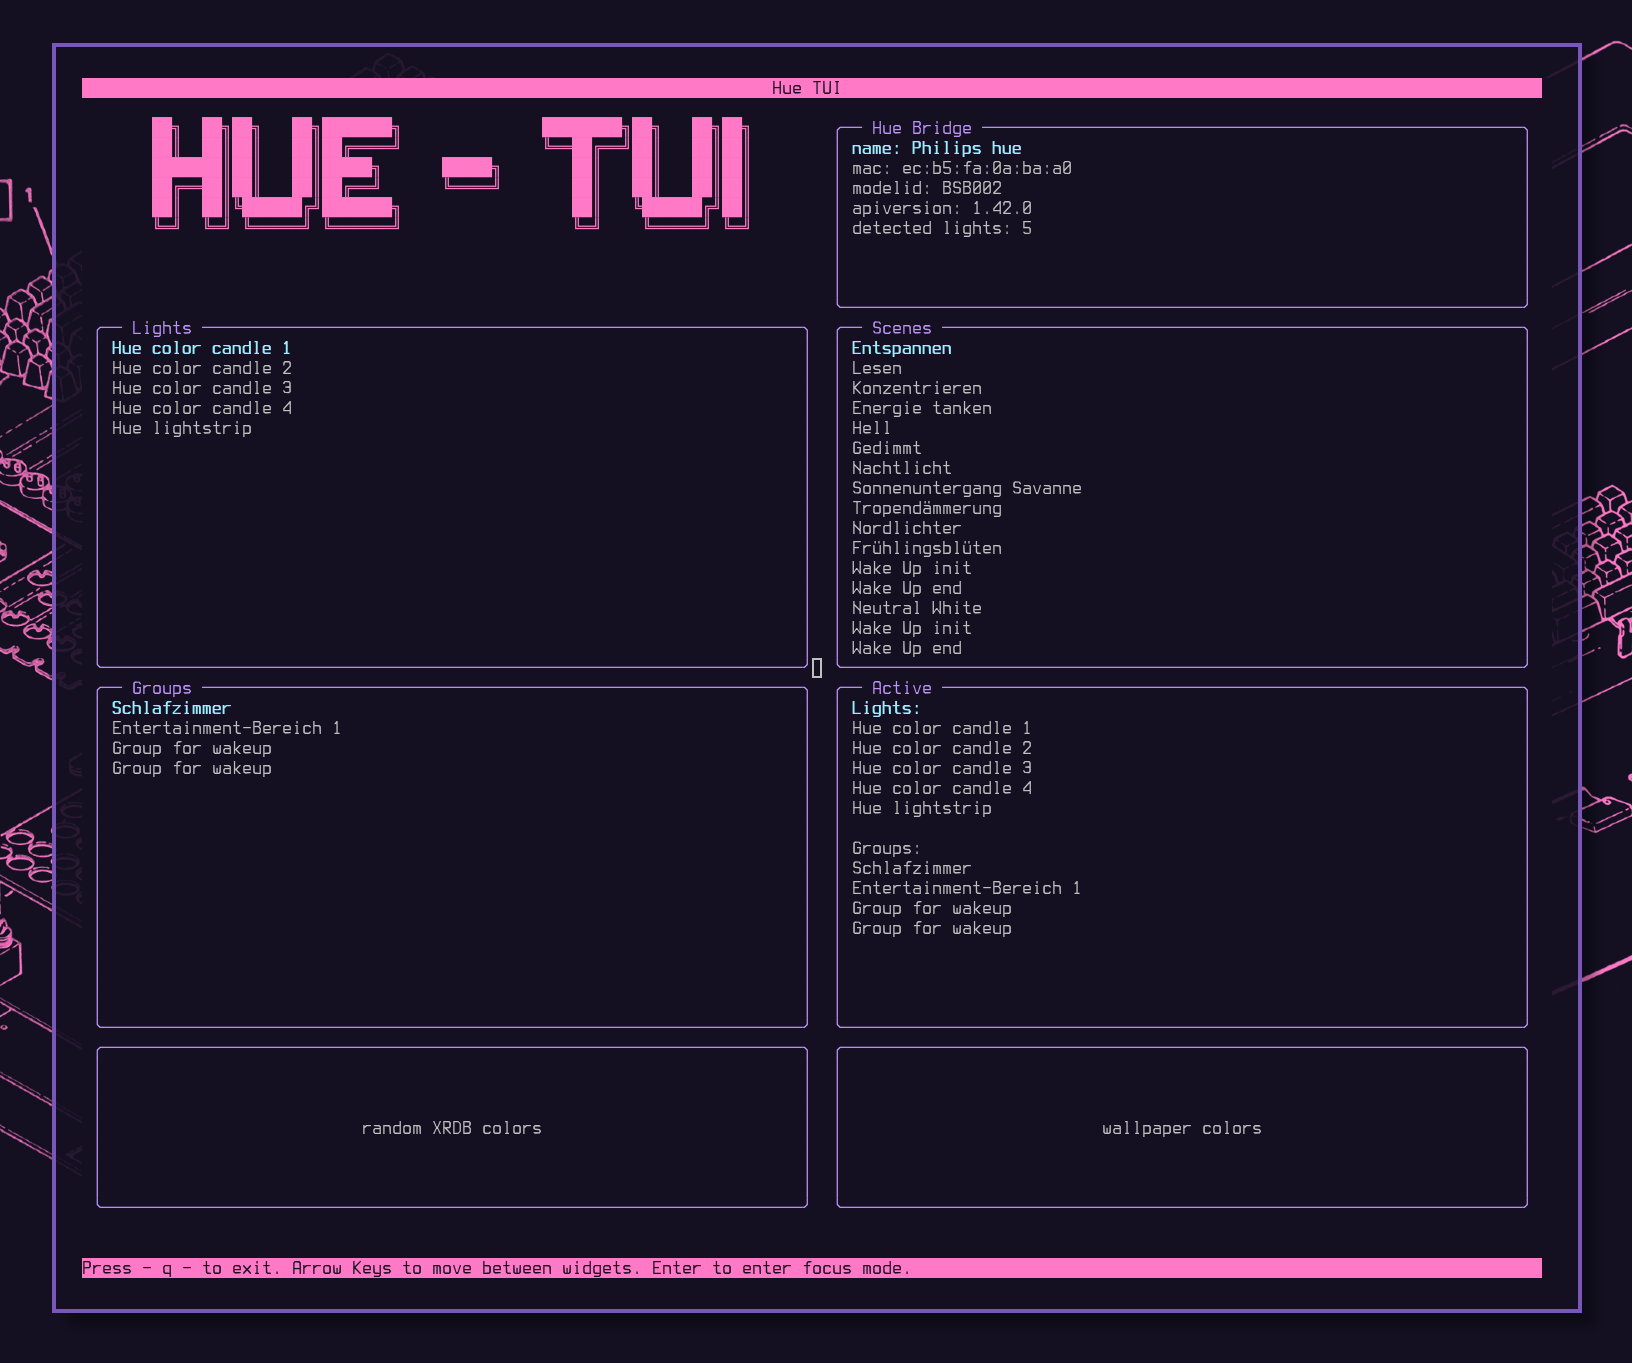 Hue TUI
HUE - TUI
Hue Bridge
name: Philips hue
mac: ec:b5:fa:0a:ba:a0
modelid: BSB002
apiversion: 1.42.0
detected lights: 5
Lights
Hue color candle 1
Hue color candle 2
Hue color candle 3
Hue color candle 4
Hue lightstrip
Scenes
Entspannen
Lesen
Konzentrieren
Energie tanken
Hell
Gedimmt
Nachtlicht
Sonnenuntergang Savanne
Tropendämmerung
Nordlichter
Frühlingsblüten
Wake Up init
Wake Up end
Neutral White
Wake Up init
Wake Up end
Groups
Schlafzimmer
Entertainment-Bereich 1
Group for wakeup
Group for wakeup
Active
Lights:
Hue color candle 1
Hue color candle 2
Hue color candle 3
Hue color candle 4
Hue lightstrip
Groups:
Schlafzimmer
Entertainment-Bereich 1
Group for wakeup
Group for wakeup
random XRDB colors
wallpaper colors
Press - q - to exit. Arrow Keys to move between widgets. Enter to enter focus mode.